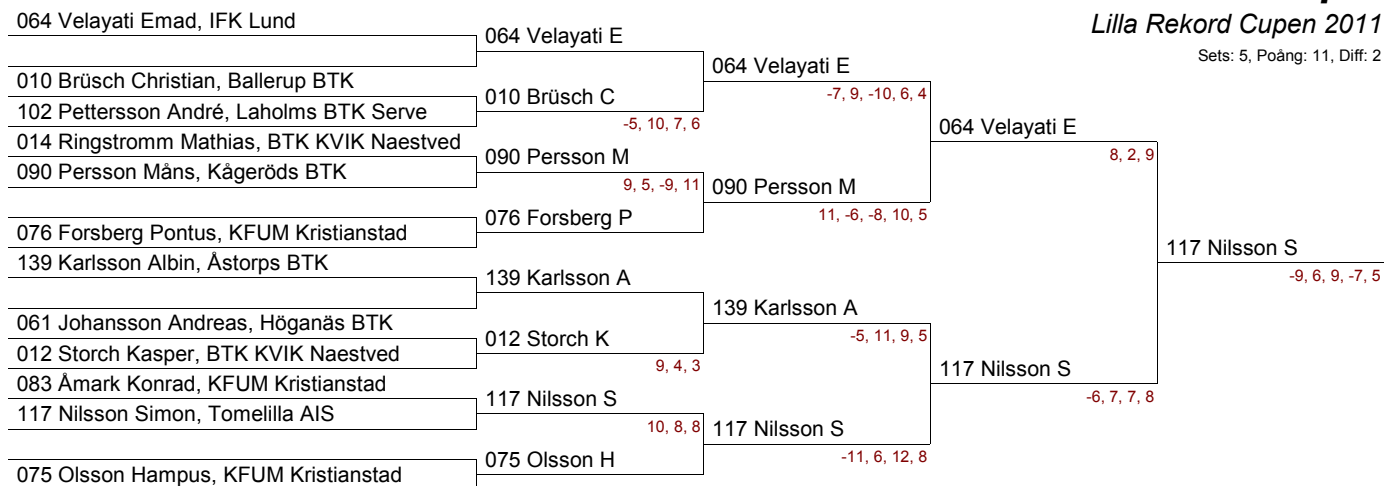 Lilla Rekord Cupen 2011
Sets: 5, Poäng: 11, Diff: 2
064 Velayati Emad, IFK Lund
010 Brüsch Christian, Ballerup BTK
102 Pettersson André, Laholms BTK Serve
014 Ringstromm Mathias, BTK KVIK Naestved
090 Persson Måns, Kågeröds BTK
076 Forsberg Pontus, KFUM Kristianstad
139 Karlsson Albin, Åstorps BTK
061 Johansson Andreas, Höganäs BTK
012 Storch Kasper, BTK KVIK Naestved
083 Åmark Konrad, KFUM Kristianstad
117 Nilsson Simon, Tomelilla AIS
075 Olsson Hampus, KFUM Kristianstad
064 Velayati E
010 Brüsch C
-5, 10, 7, 6
090 Persson M
9, 5, -9, 11
076 Forsberg P
139 Karlsson A
012 Storch K
9, 4, 3
117 Nilsson S
10, 8, 8
075 Olsson H
064 Velayati E
-7, 9, -10, 6, 4
090 Persson M
11, -6, -8, 10, 5
139 Karlsson A
-5, 11, 9, 5
117 Nilsson S
-11, 6, 12, 8
064 Velayati E
8, 2, 9
117 Nilsson S
-6, 7, 7, 8
117 Nilsson S
-9, 6, 9, -7, 5